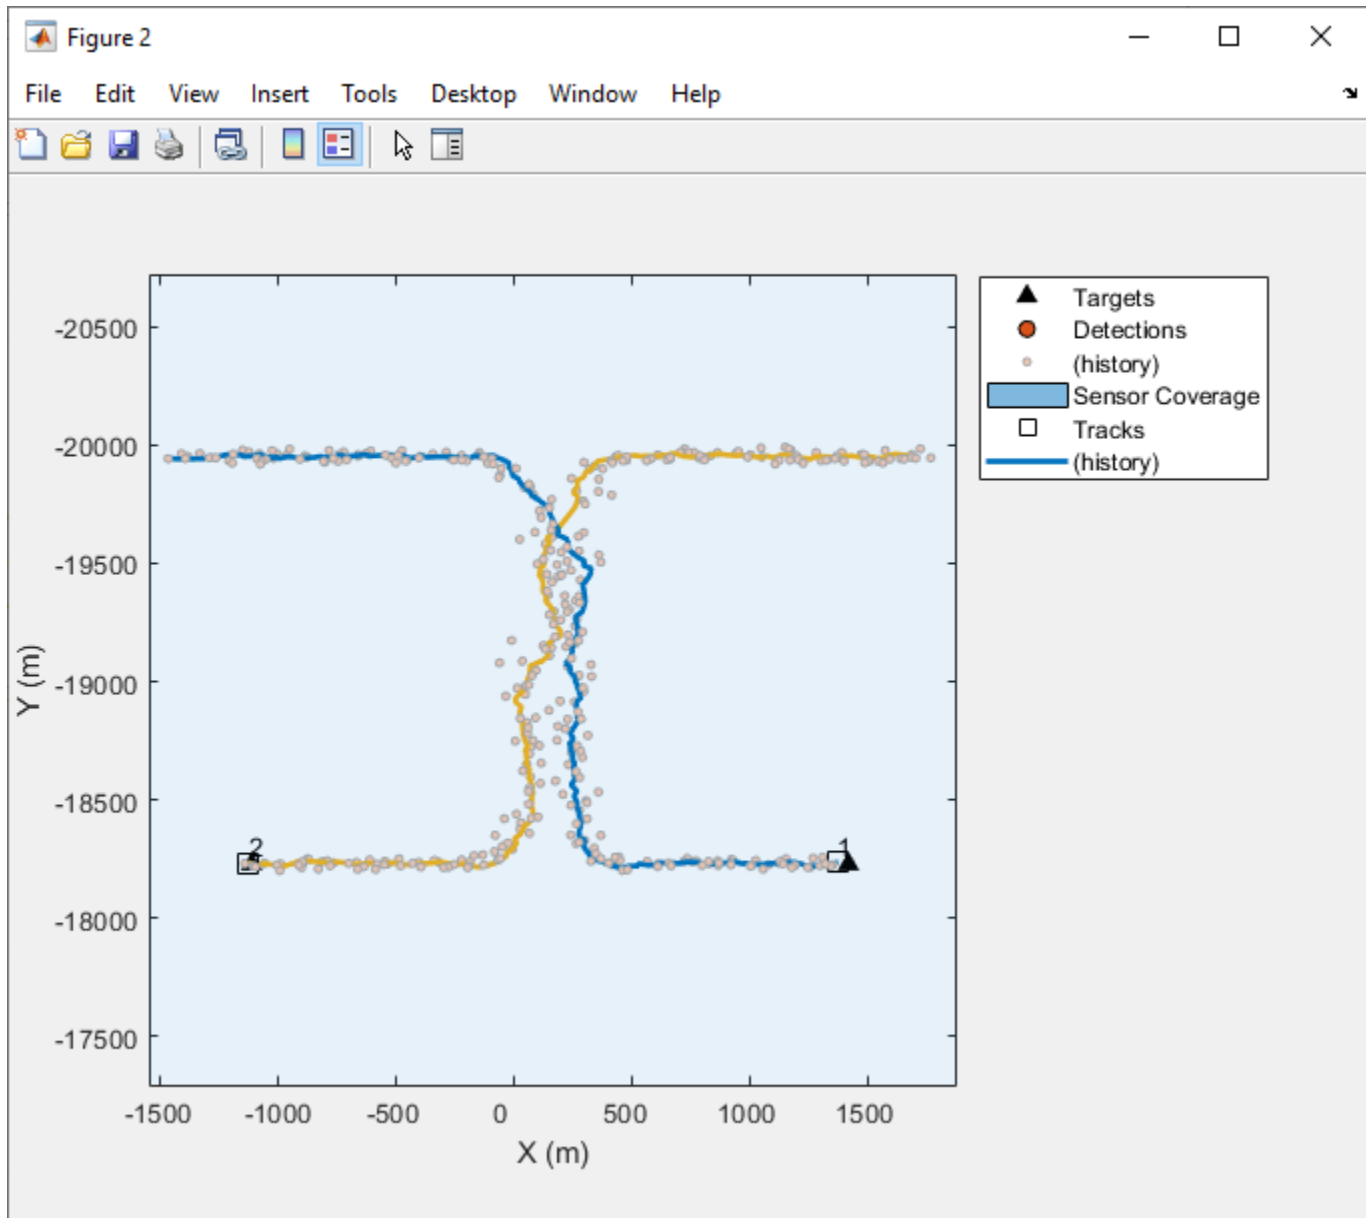 Figure 2
File Edit View Insert Tools Desktop Window Help
-20500
-20000
-19500
-19000
-18500
-18000
-17500
Y (m)
2
1
-1500 -1000 -500 0 500 1000 1500
X (m)
Targets
Detections
(history)
Sensor Coverage
Tracks
(history)